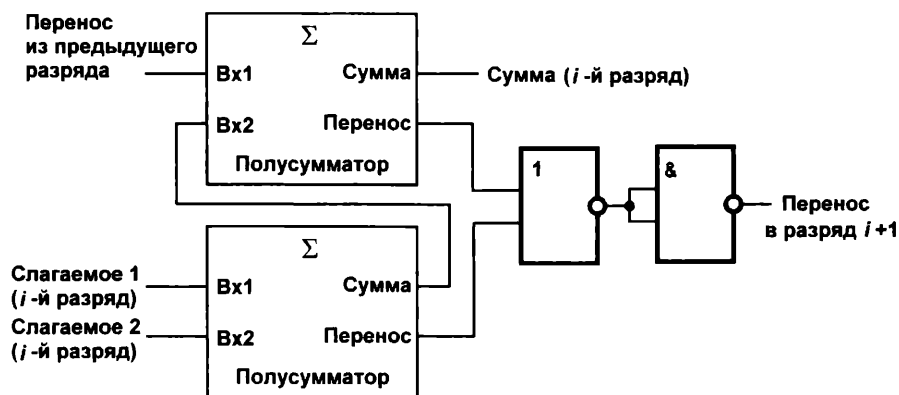 Перенос
из предыдущего
разряда
Σ
Вх1
Сумма
Вх2
Перенос
Полусумматор
Сумма (i -й разряд)
1
&
Перенос
в разряд i +1
Слагаемое 1
(i -й разряд)
Слагаемое 2
(i -й разряд)
Σ
Вх1
Сумма
Вх2
Перенос
Полусумматор